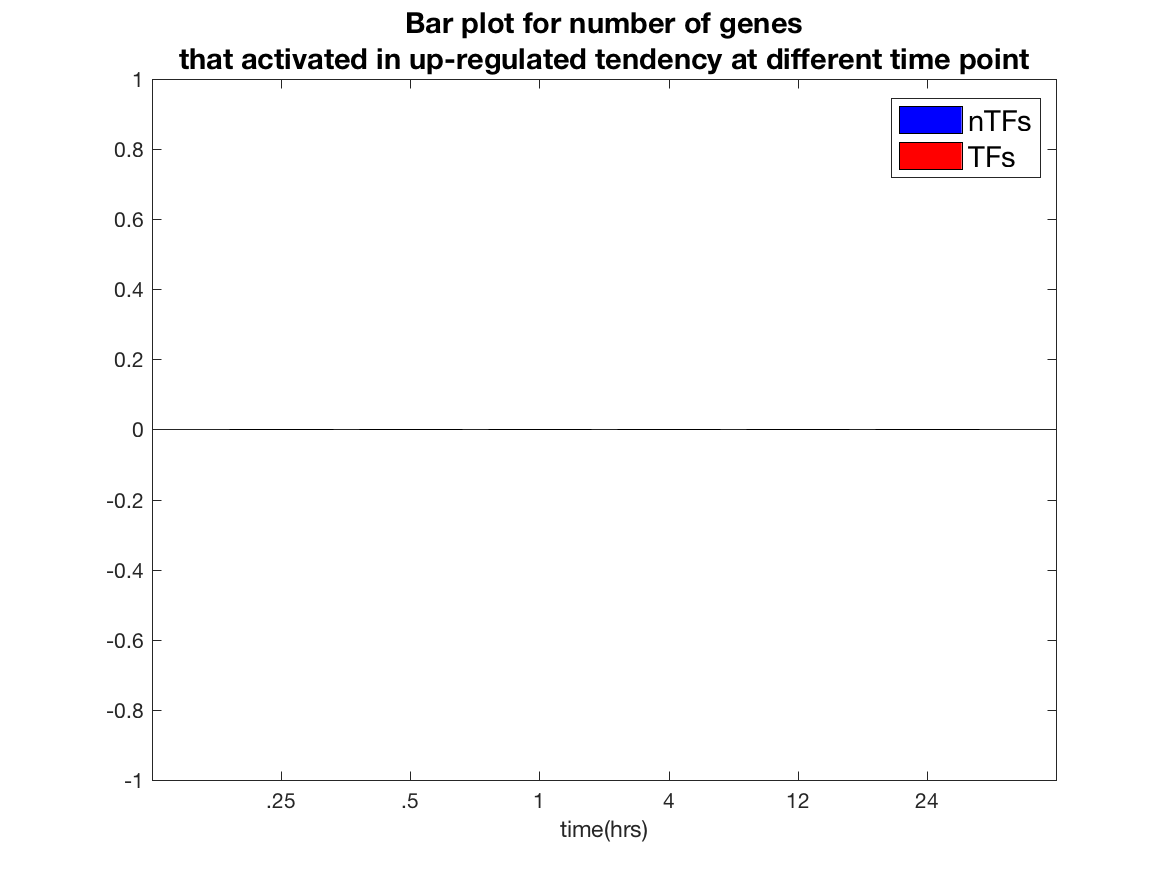 Bar plot for number of genes
that activated in up-regulated tendency at different time point
nTFs
TFs
1
0.8
0.6
0.4
0.2
0
-0.2
-0.4
-0.6
-0.8
-1
.25 .5 1 4 12 24
time(hrs)